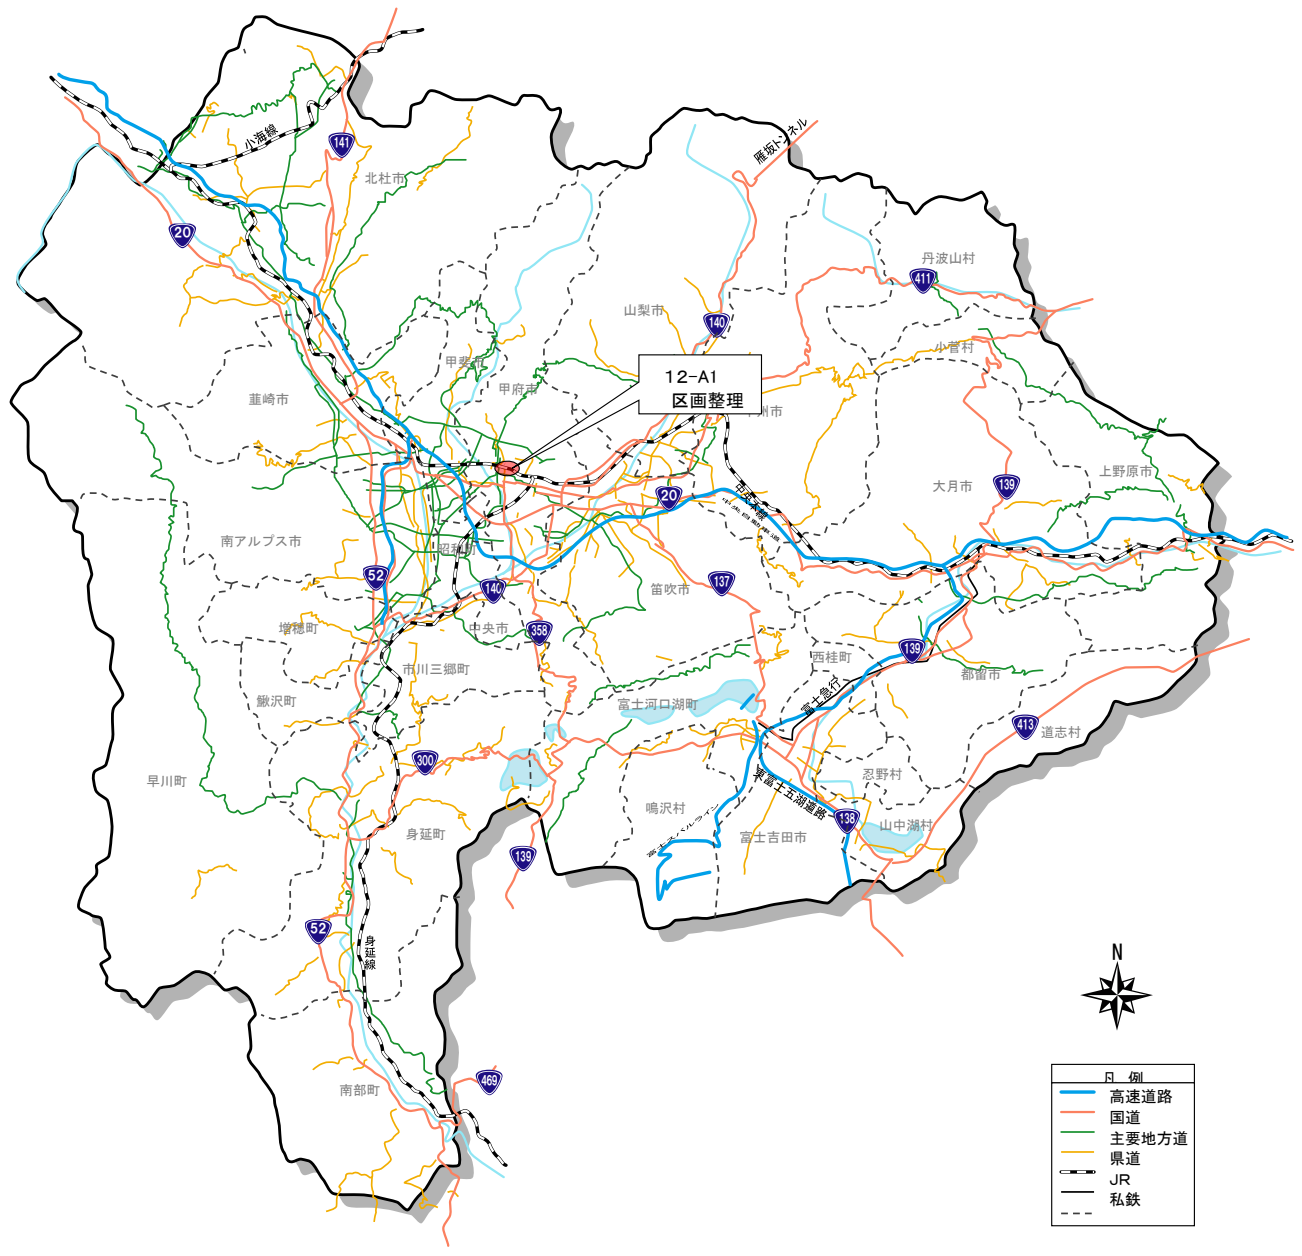 小海線
141
北杜市
雁坂トンネル
20
丹波山村
411
山梨市
140
小菅村
甲斐市
甲府市
12-A1
区画整理
州市
韮崎市
上野原市
大月市
139
20
中央本線
南アルプス市
昭和町
52
140
笛吹市
137
増穂町
中央市
358
139
西桂町
市川三郷町
都留市
鰍沢町
富士河口湖町
富士急行
413
道志村
300
早川町
忍野村
東富士五湖道路
鳴沢村
138
山中湖村
身延町
富士吉田市
139
52
身延線
N
469
南部町
凡 例
高速道路
国道
主要地方道
県道
JR
私鉄